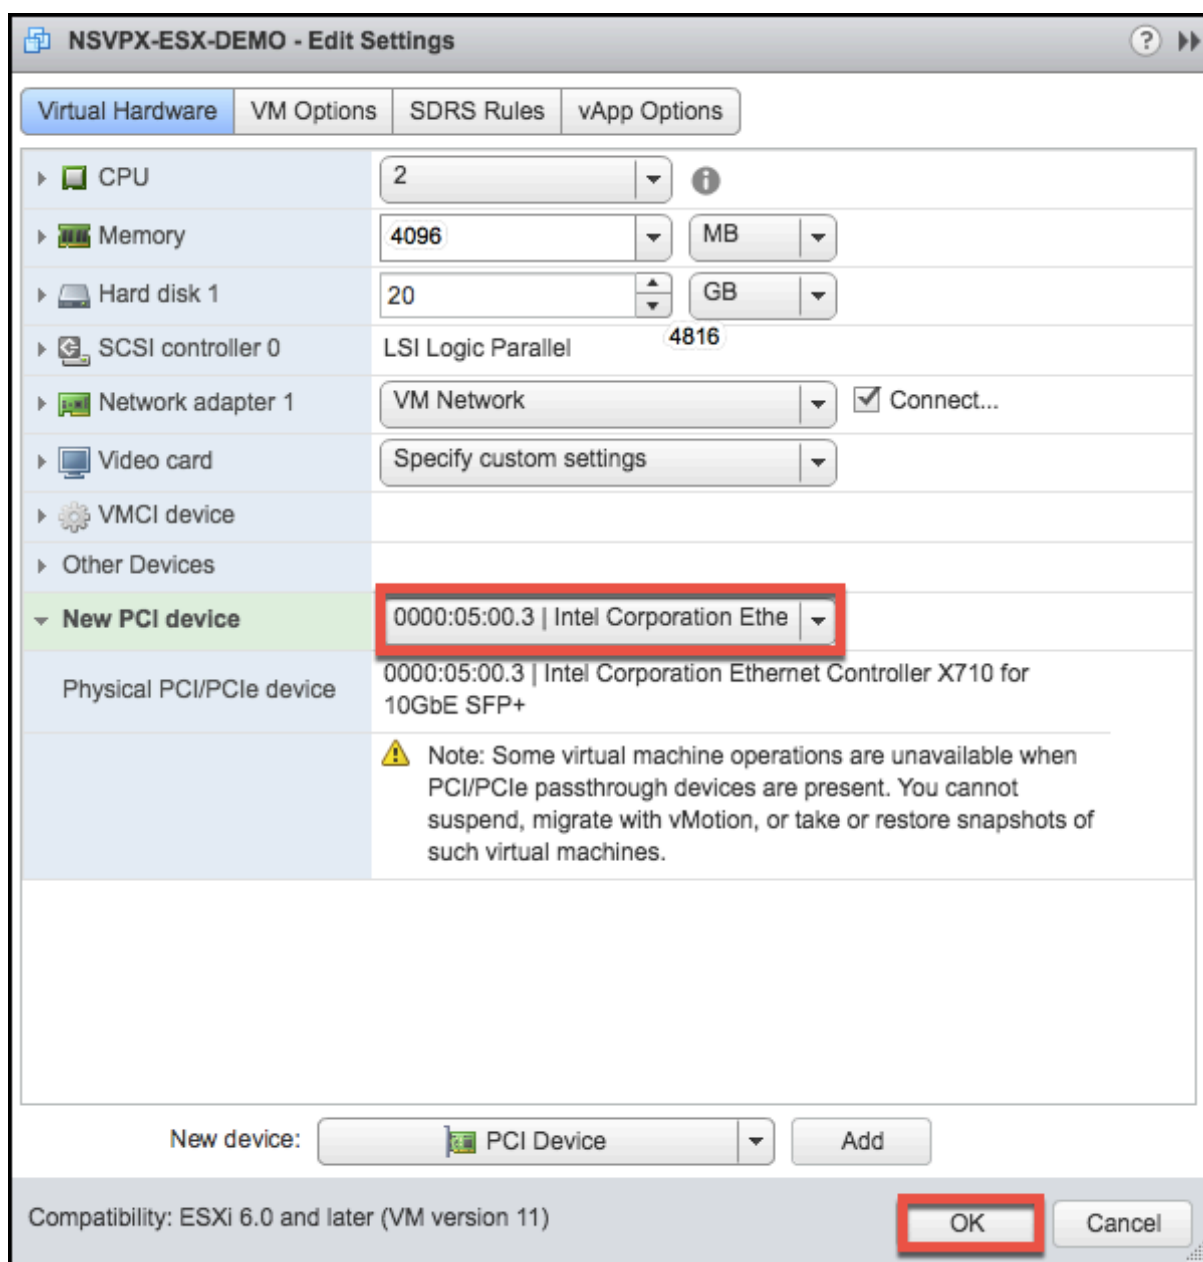 NSVPX-ESX-DEMO - Edit Settings ?
Virtual Hardware VM Options SDRS Rules vApp Options
CPU 2
Memory 4096 MB
Hard disk 1 20 GB
4816
SCSI controller 0 LSI Logic Parallel
Network adapter 1 VM Network Connect...
Video card Specify custom settings
VMCI device
Other Devices
New PCI device 0000:05:00.3 | Intel Corporation Ethe
Physical PCI/PCIe device 0000:05:00.3 | Intel Corporation Ethernet Controller X710 for
10GbE SFP+
Note: Some virtual machine operations are unavailable when
PCI/PCIe passthrough devices are present. You cannot
suspend, migrate with vMotion, or take or restore snapshots of
such virtual machines.
New device: PCI Device Add
Compatibility: ESXi 6.0 and later (VM version 11) OK Cancel